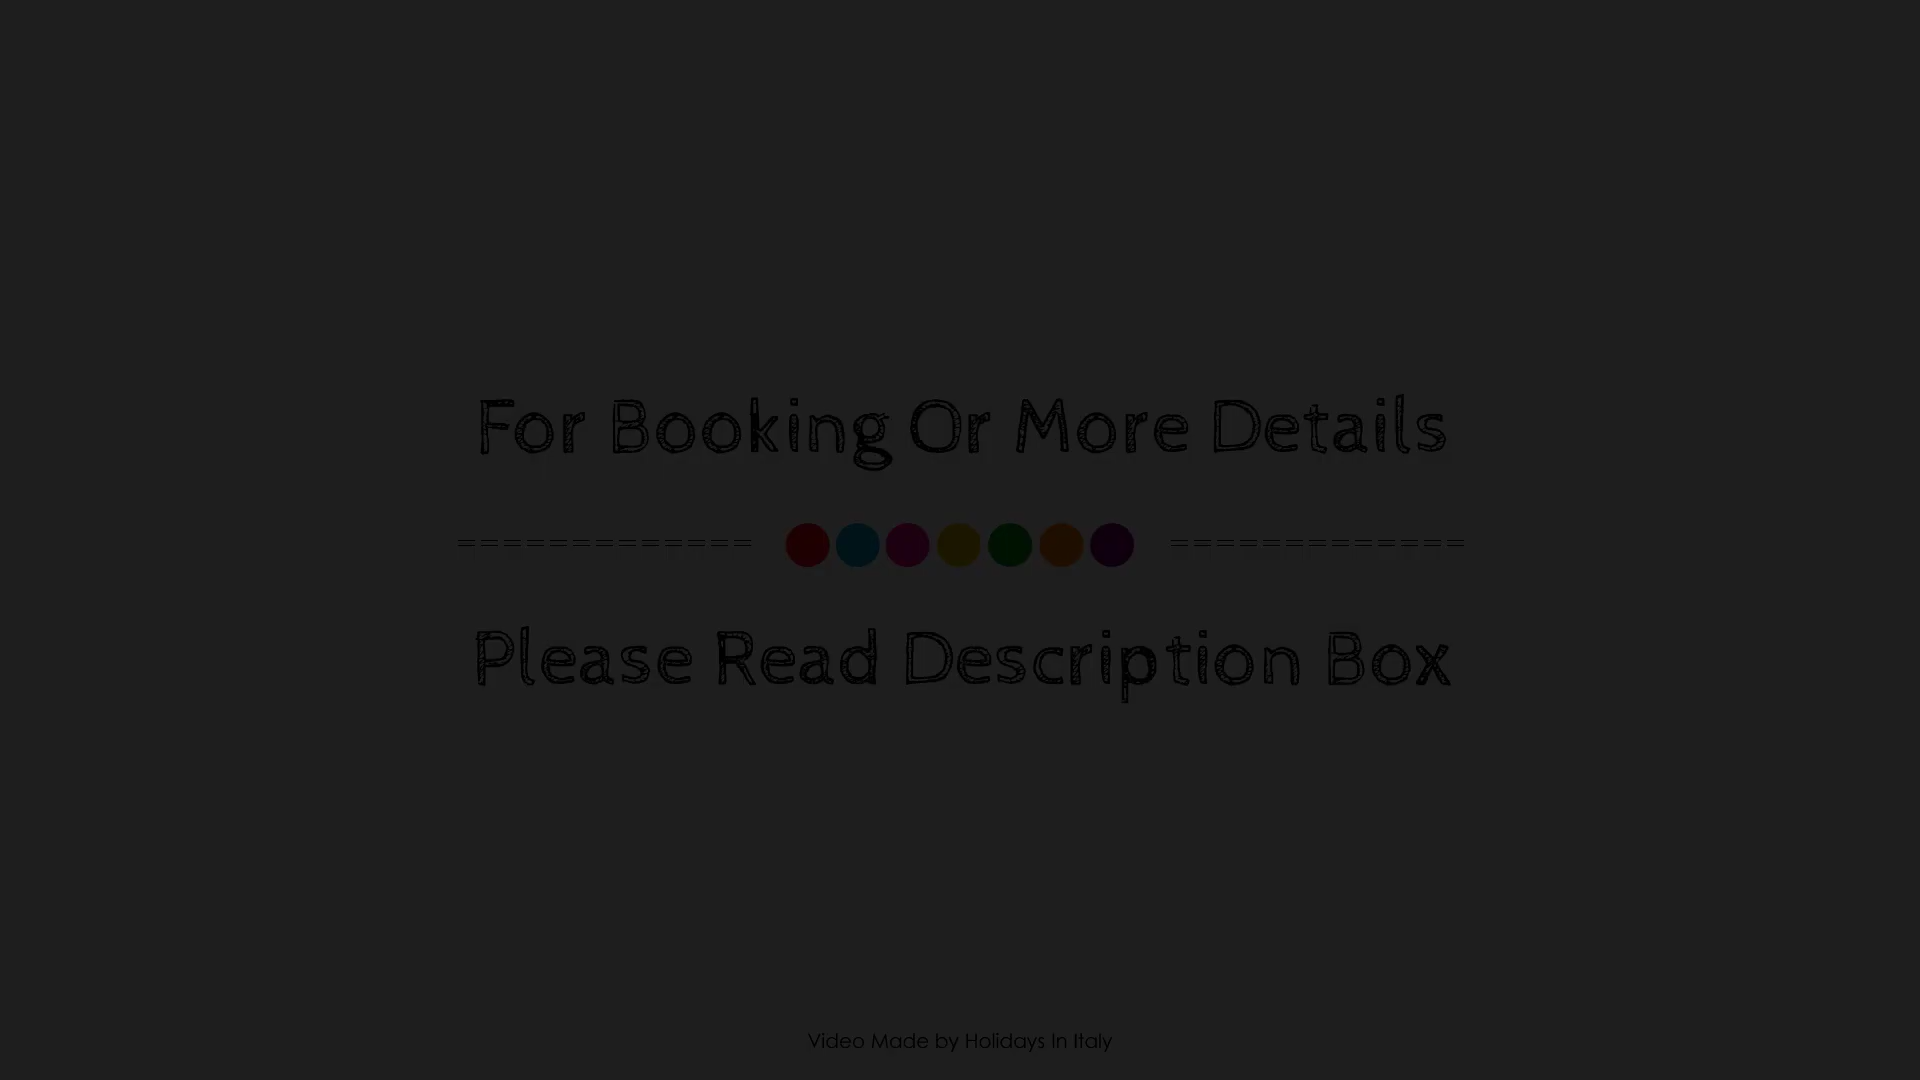 For Booking Or More Details
============= =============
Please Read Description Box
Video Made by Holidays In Italy